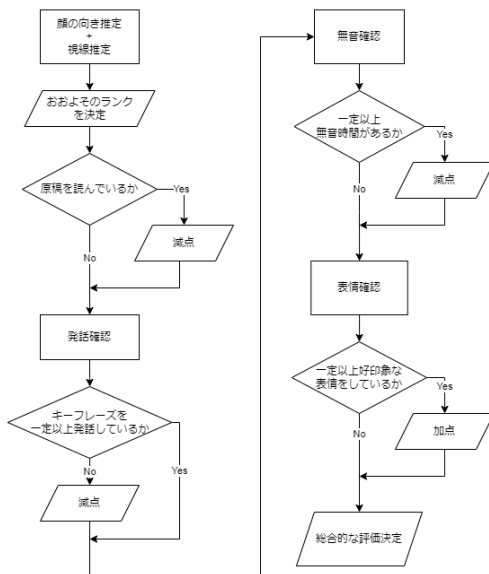 顔の向き推定
+
視線推定
おおよそのランク
を決定
原稿を読んでいるか
Yes
減点
No
発話確認
キーフレーズを
一定以上発話しているか
No
Yes
減点
無音確認
一定以上
無音時間があるか
Yes
No
減点
表情確認
一定以上好印象な
表情をしているか
Yes
No
加点
総合的な評価決定